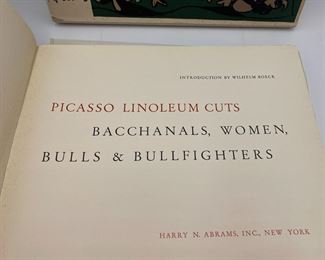 INTRODUCTION BY WILHELM BOECK
PICASSO LINOLEUM CUTS
BACCHANALS, WOMEN,
BULLS & BULLFIGHTERS
HARRY N. ABRAMS, INC., NEW YORK